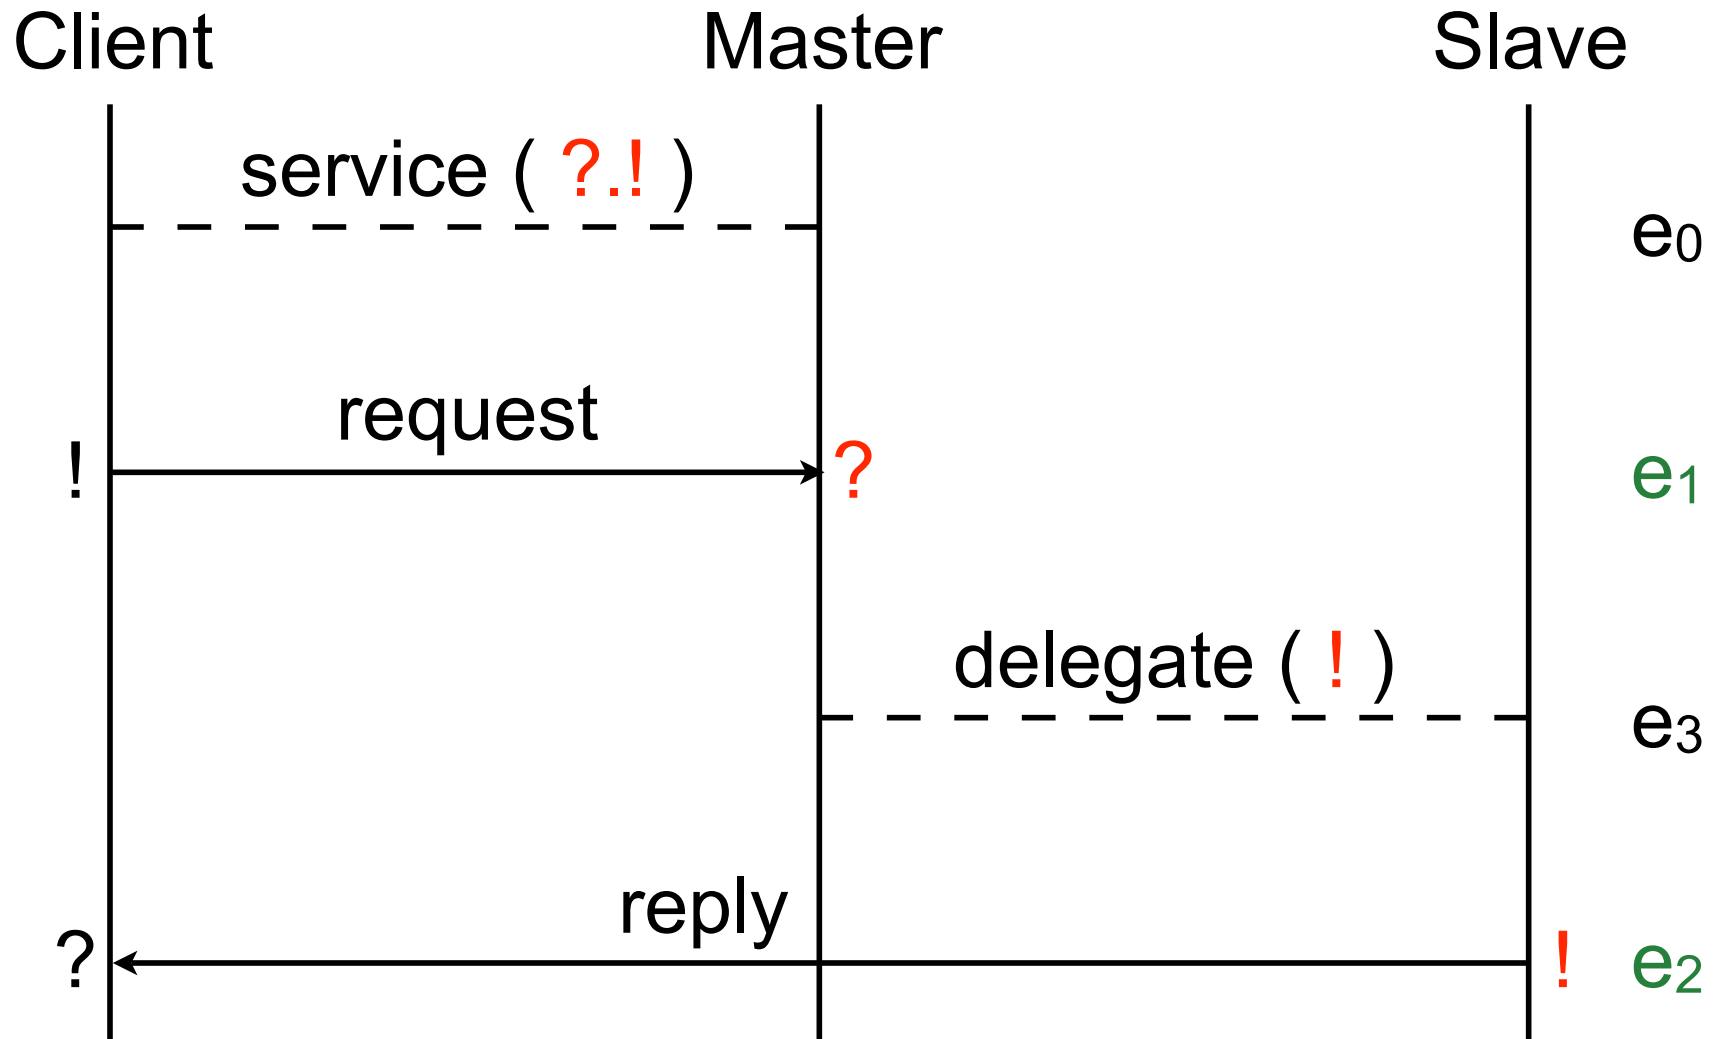 Client Master Slave
service ( ?.! )
e₀
request
! ? e₁
delegate ( ! )
e₃
reply
? ! e₂